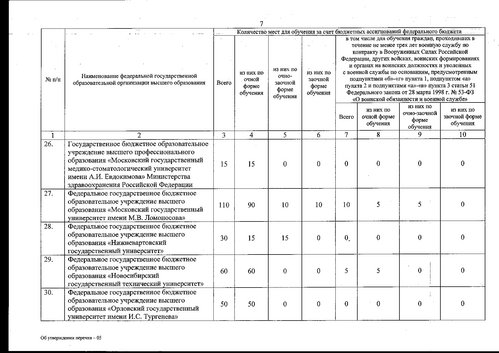 7
№ п/п
Наименование федеральной государственной
образовательной организации высшего образования
Количество мест для обучения за счет бюджетных ассигнований федерального бюджета
Всего
из них по
очной
форме
обучения
из них по
очно-
заочной
форме
обучения
из них по
заочной
форме
обучения
в том числе для обучения граждан, проходивших в
течение не менее трех лет военную службу по
контракту в Вооруженных Силах Российской
Федерации, других войсках, воинских формированиях
и органах на воинских должностях и уволенных
с военной службы по основаниям, предусмотренным
подпунктами «б»-«г» пункта 1, подпунктом «а»
пункта 2 и подпунктами «а»-«в» пункта 3 статьи 51
Федерального закона от 28 марта 1998 г. № 53-ФЗ
«О воинской обязанности и военной службе»
Всего
из них по
очной форме
обучения
из них по
очно-заочной
форме
обучения
из них по
заочной форме
обучения
1 2 3 4 5 6 7 8 9 10
26. Государственное бюджетное образовательное
учреждение высшего профессионального
образования «Московский государственный
медико-стоматологический университет
имени А.И. Евдокимова» Министерства
здравоохранения Российской Федерации
15 15 0 0 0 0 0 0
27. Федеральное государственное бюджетное
образовательное учреждение высшего
образования «Московский государственный
университет имени М.В. Ломоносова»
110 90 10 10 10 5 5 0
28. Федеральное государственное бюджетное
образовательное учреждение высшего
образования «Нижневартовский
государственный университет»
30 15 15 0 0 0 0 0
29. Федеральное государственное бюджетное
образовательное учреждение высшего
образования «Новосибирский
государственный технический университет»
60 60 0 0 5 5 0 0
30. Федеральное государственное бюджетное
образовательное учреждение высшего
образования «Орловский государственный
университет имени И.С. Тургенева»
50 50 0 0 0 0 0 0
Об утверждении перечня – 05